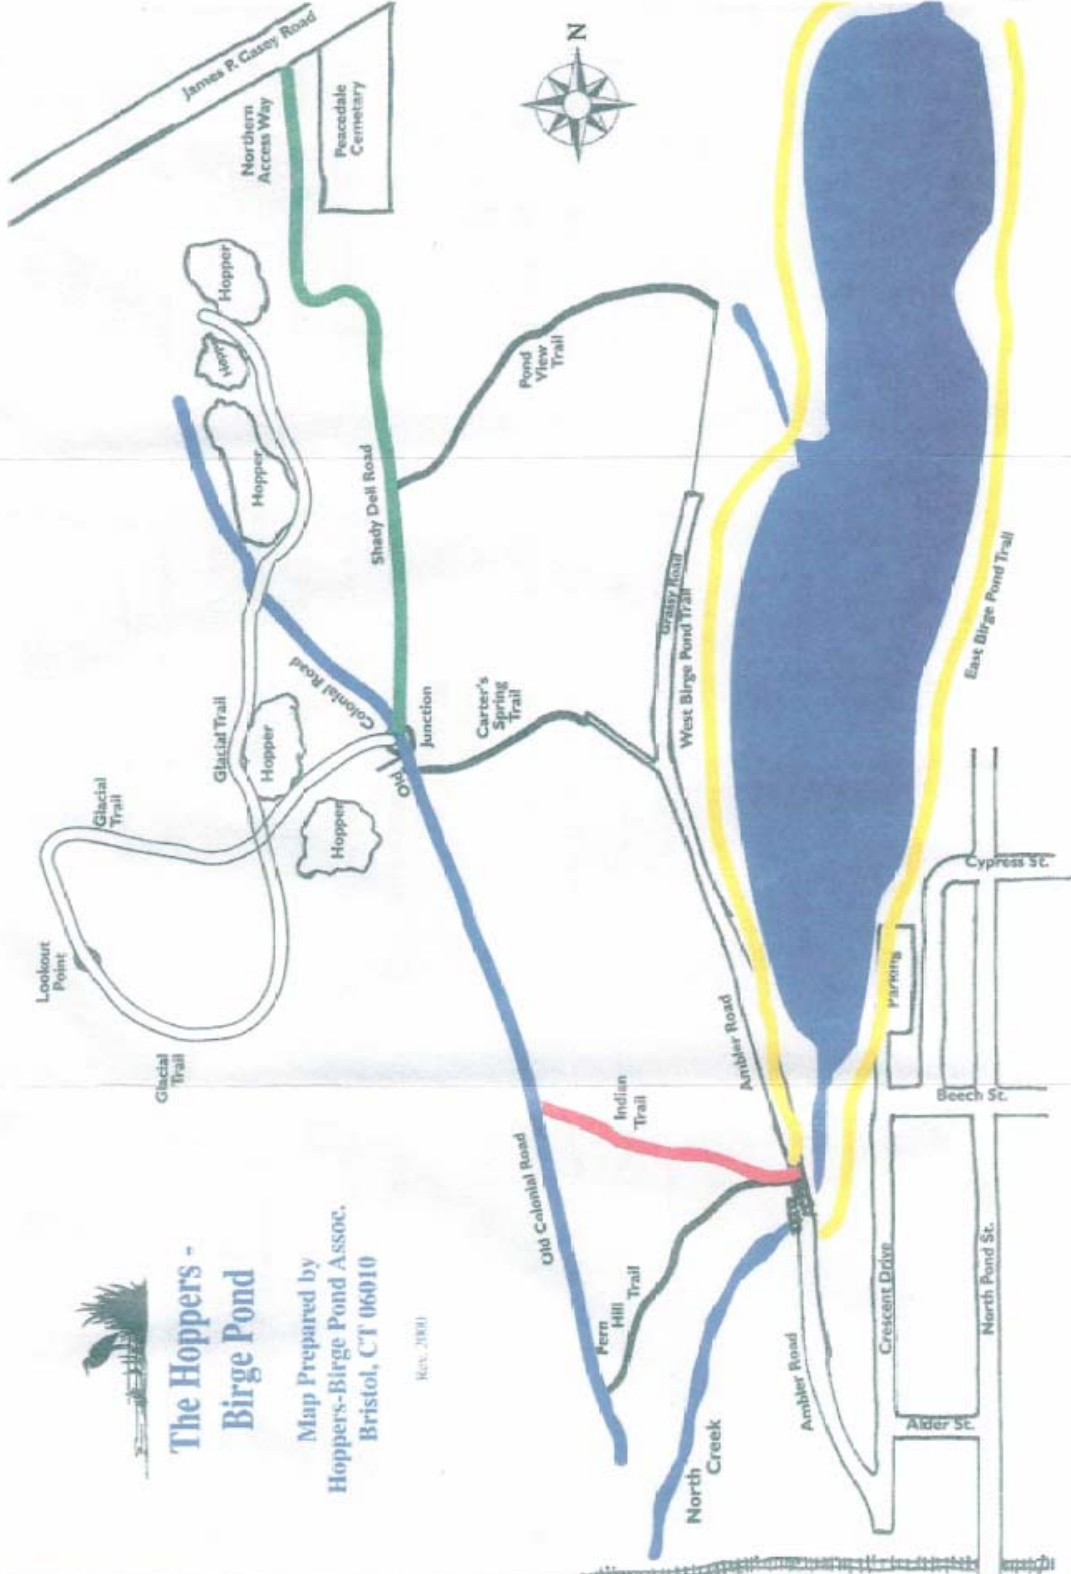 The Hoppers -
Birge Pond
Map Prepared by
Hoppers-Birge Pond Assoc.
Bristol, CT 06010
Rev. 2000
N
James P. Casey Road
Northern
Access Way
Peacedale
Cemetary
Hopper
Hopper
Hopper
Hopper
Pond
View
Trail
Shady Dell Road
Colonial Road
Old
Junction
Glacial Trail
Glacial
Trail
Lookout
Point
Glacial
Trail
Carter's
Spring
Trail
Grassy Road
West Birge Pond Trail
East Birge Pond Trail
Cypress St.
Parking
Ambler Road
Beech St.
Indian
Trail
Old Colonial Road
Fern
Hill
Trail
North
Creek
Ambler Road
Crescent Drive
North Pond St.
Alder St.